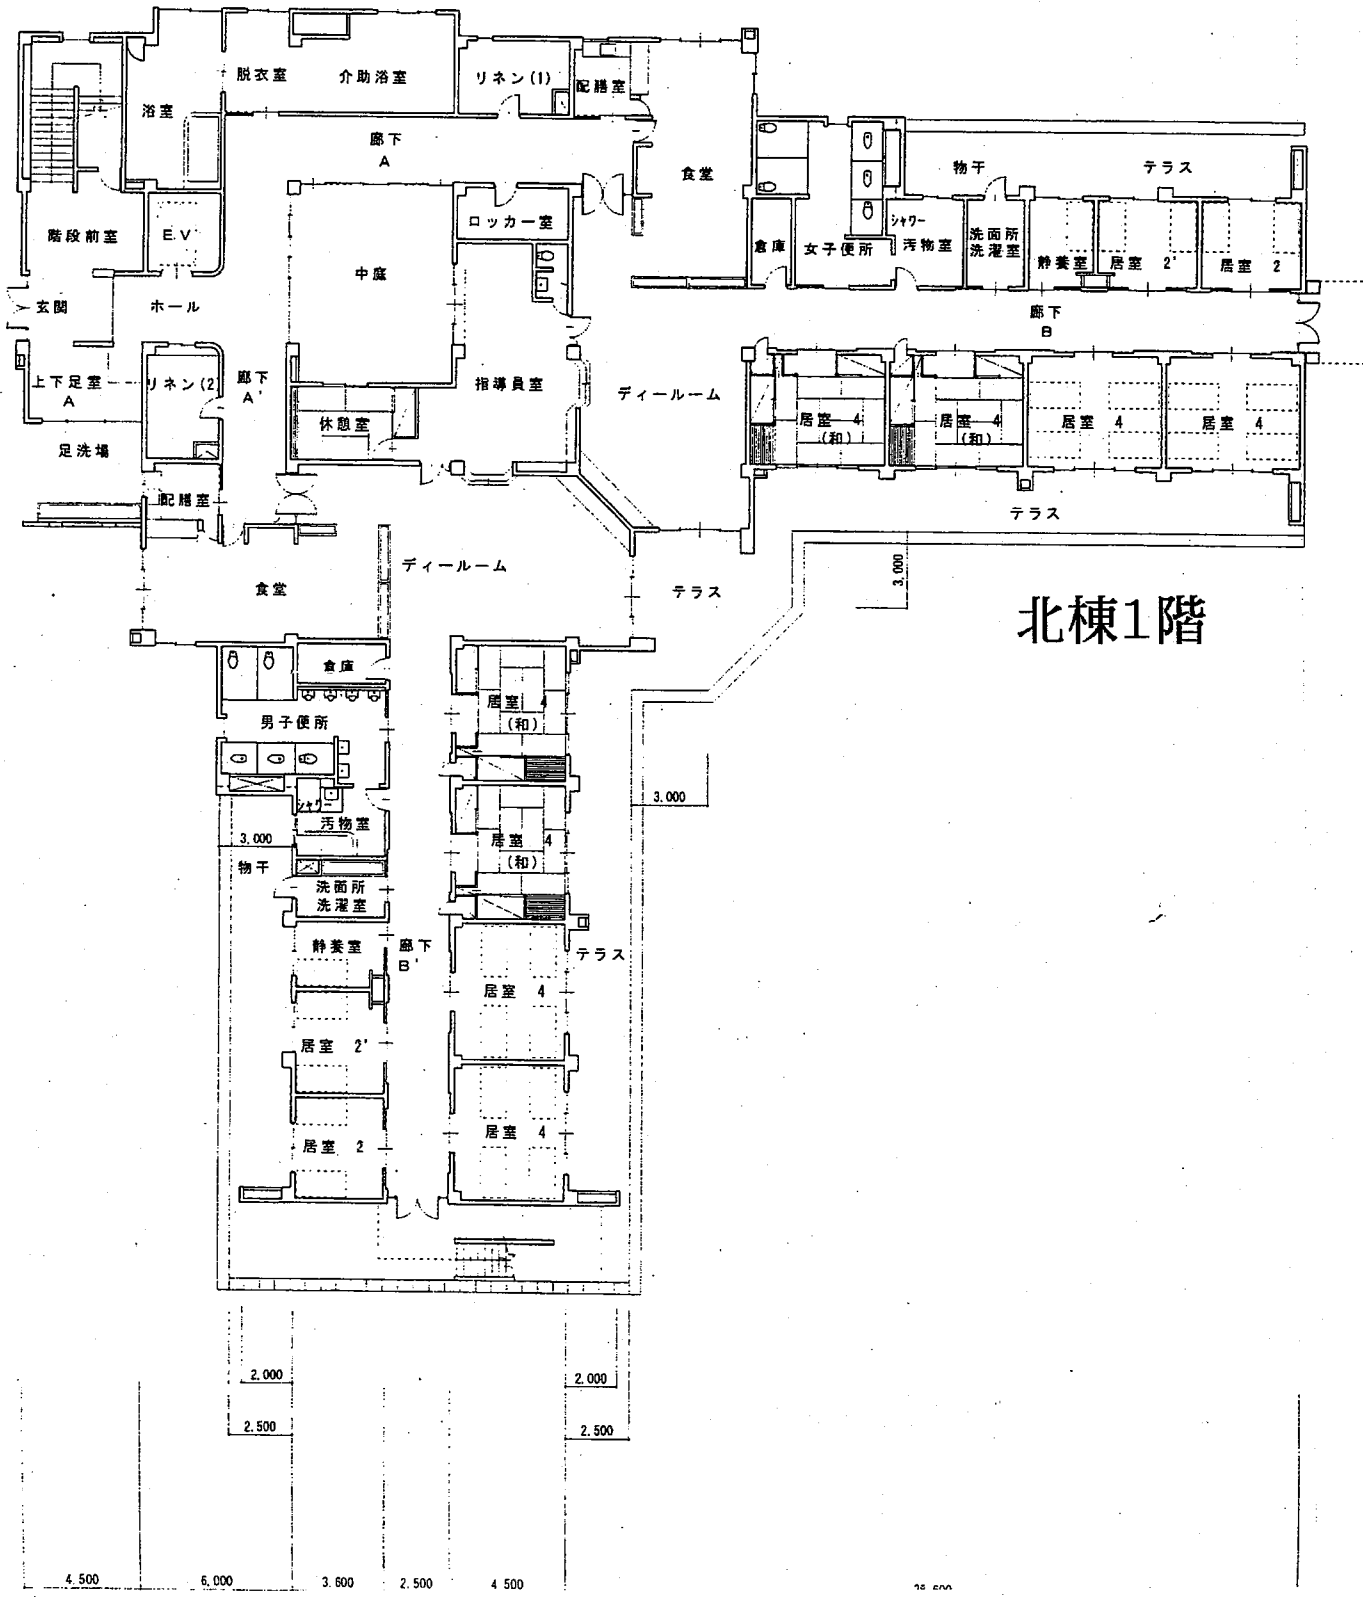 脱衣室
介助浴室
リネン(1)
配膳室
浴室
廊下
A
食堂
物干
テラス
階段前室
E.V
ロッカー室
倉庫
女子便所
シャワー
汚物室
洗面所
洗濯室
静養室
居室 2'
居室 2
中庭
玄関
ホール
廊下
B
上下足室
A
リネン(2)
廊下
A'
指導員室
ディールーム
休憩室
居室 4
(和)
居室 4
(和)
居室 4
居室 4
足洗場
配膳室
テラス
食堂
ディールーム
テラス
3.000
北棟1階
倉庫
男子便所
居室 4
(和)
シャワー
汚物室
3.000
3.000
居室 4
(和)
物干
洗面所
洗濯室
静養室
廊下
B'
テラス
居室 4
居室 2'
居室 2
居室 4
2.000
2.000
2.500
2.500
4.500
6.000
3.600
2.500
4 500